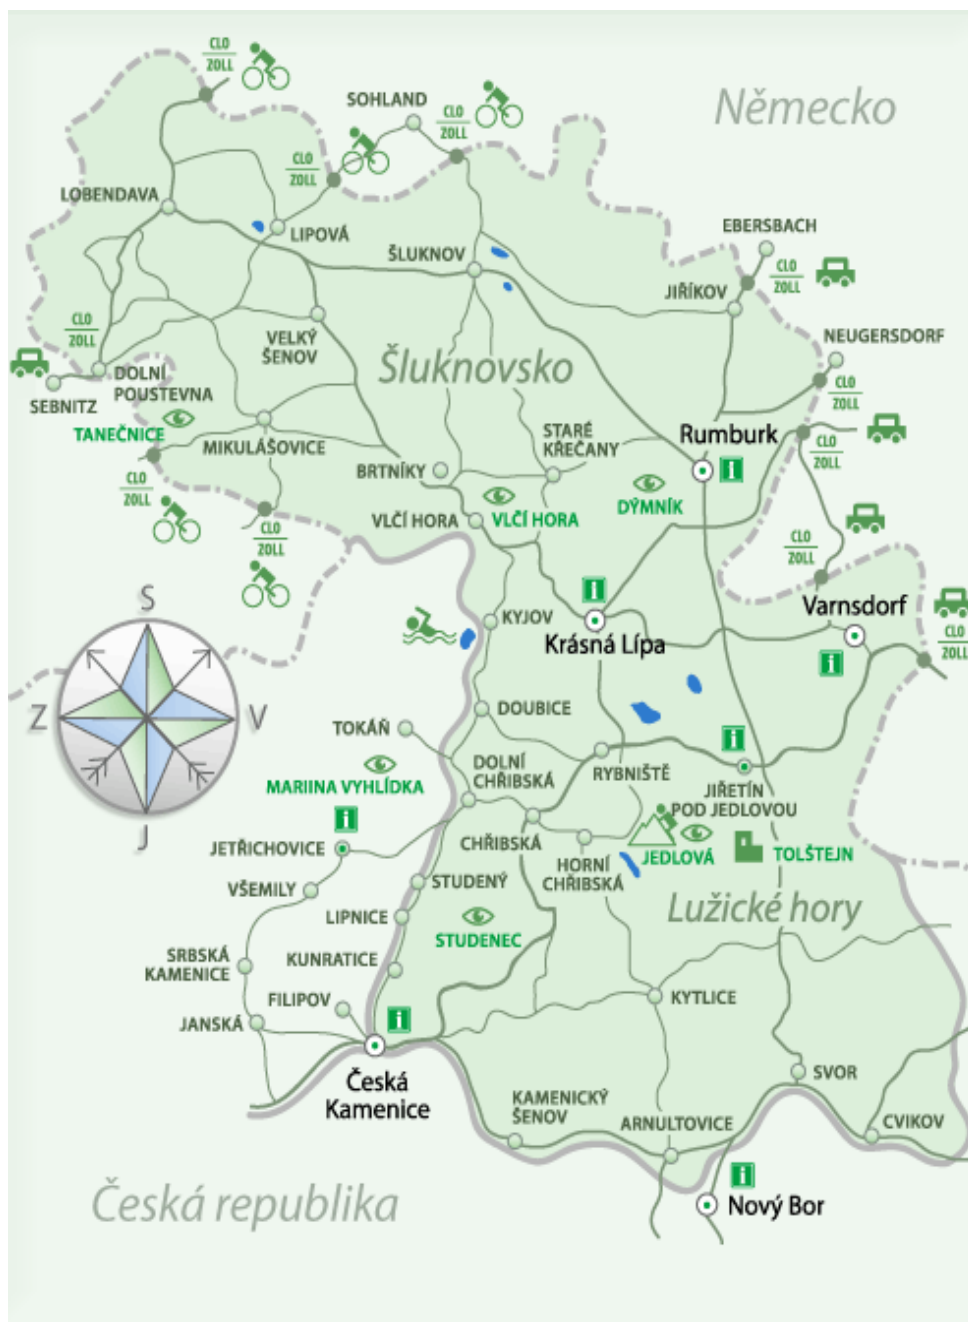 CLO
ZOLL
SOHLAND
CLO
ZOLL
Německo
CLO
ZOLL
LOBENDAVA
LIPOVÁ
EBERSBACH
ŠLUKNOV
CLO
ZOLL
JIŘÍKOV
CLO
ZOLL
VELKÝ
ŠENOV
NEUGERSDORF
Šluknovsko
DOLNÍ
POUSTEVNA
CLO
ZOLL
SEBNITZ
TANEČNICE
MIKULÁŠOVICE
STARÉ
KŘEČANY
Rumburk
CLO
ZOLL
BRTNÍKY
i
CLO
ZOLL
VLČÍ HORA
VLČÍ HORA
DÝMNÍK
CLO
ZOLL
CLO
ZOLL
i
S
KYJOV
Varnsdorf
Krásná Lípa
CLO
ZOLL
i
Z
V
DOUBICE
TOKÁŇ
i
DOLNÍ
CHŘIBSKÁ
RYBNIŠTĚ
MARIINA VYHLÍDKA
JIŘETÍN
POD JEDLOVOU
i
J
JETŘICHOVICE
CHŘIBSKÁ
HORNÍ
CHŘIBSKÁ
JEDLOVÁ
TOLŠTEJN
VŠEMILY
STUDENÝ
LIPNICE
Lužické hory
STUDENEC
SRBSKÁ
KAMENICE
KUNRATICE
FILIPOV
KYTLICE
JANSKÁ
i
SVOR
Česká
Kamenice
KAMENICKÝ
ŠENOV
ARNULTOVICE
CVIKOV
i
Česká republika
Nový Bor